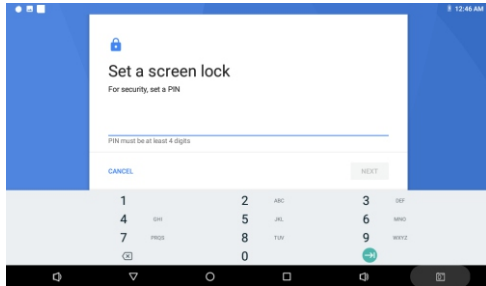 12:46 AM
Set a screen lock
For security, set a PIN
PIN must be at least 4 digits
CANCEL
NEXT
1
2 ABC
3 DEF
4 GHI
5 JKL
6 MNO
7 PRQS
8 TUV
9 WXYZ
0